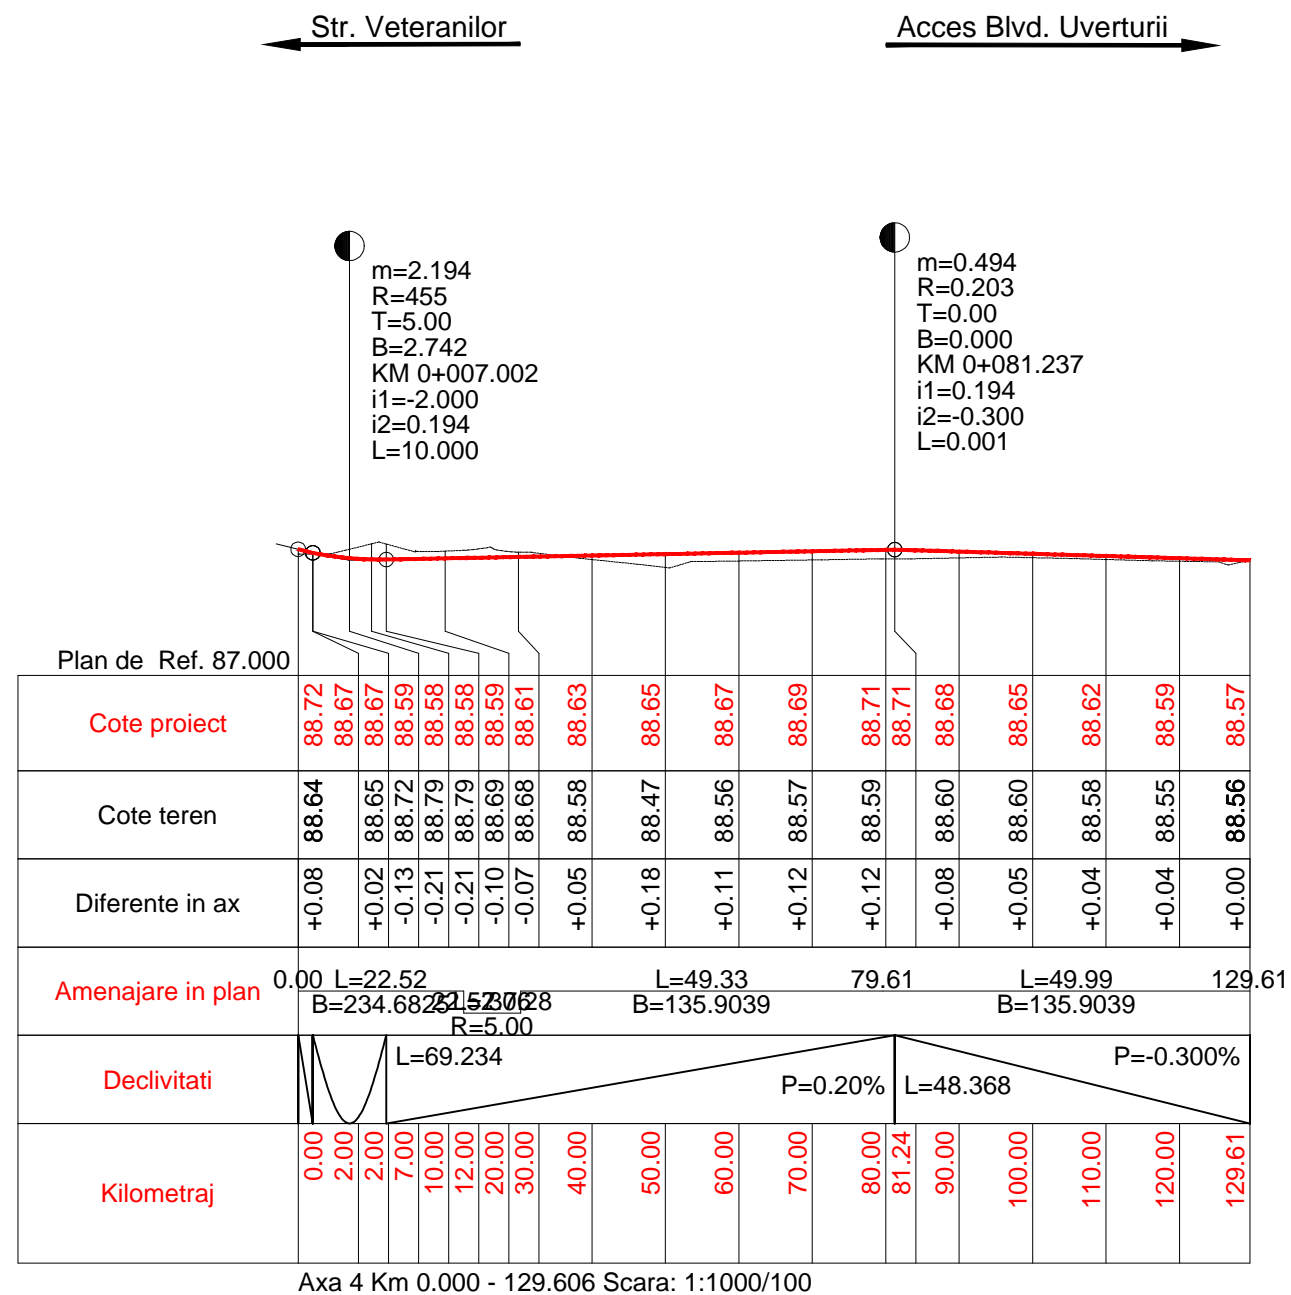 Str. Veteranilor
Acces Blvd. Uverturii
m=2.194
R=455
T=5.00
B=2.742
KM 0+007.002
i1=-2.000
i2=0.194
L=10.000
m=0.494
R=0.203
T=0.00
B=0.000
KM 0+081.237
i1=0.194
i2=-0.300
L=0.001
Plan de Ref. 87.000
Cote proiect
88.72 88.67 88.67 88.59 88.58 88.58 88.59 88.61 88.63 88.65 88.67 88.69 88.71 88.71 88.68 88.65 88.62 88.59 88.57
Cote teren
88.64 88.65 88.72 88.79 88.79 88.69 88.68 88.58 88.47 88.56 88.57 88.59 88.60 88.60 88.58 88.55 88.56
Diferente in ax
+0.08 +0.02 -0.13 -0.21 -0.21 -0.10 -0.07 +0.05 +0.18 +0.11 +0.12 +0.12 +0.08 +0.05 +0.04 +0.04 +0.00
Amenajare in plan
0.00 L=22.52 L=49.33 79.61 L=49.99 129.61
B=234.6825 B=135.9039 B=135.9039
R=5.00
Declivitati
L=69.234 P=-0.300%
P=0.20% L=48.368
Kilometraj
0.00 2.00 2.00 7.00 10.00 12.00 20.00 30.00 40.00 50.00 60.00 70.00 80.00 81.24 90.00 100.00 110.00 120.00 129.61
Axa 4 Km 0.000 - 129.606 Scara: 1:1000/100